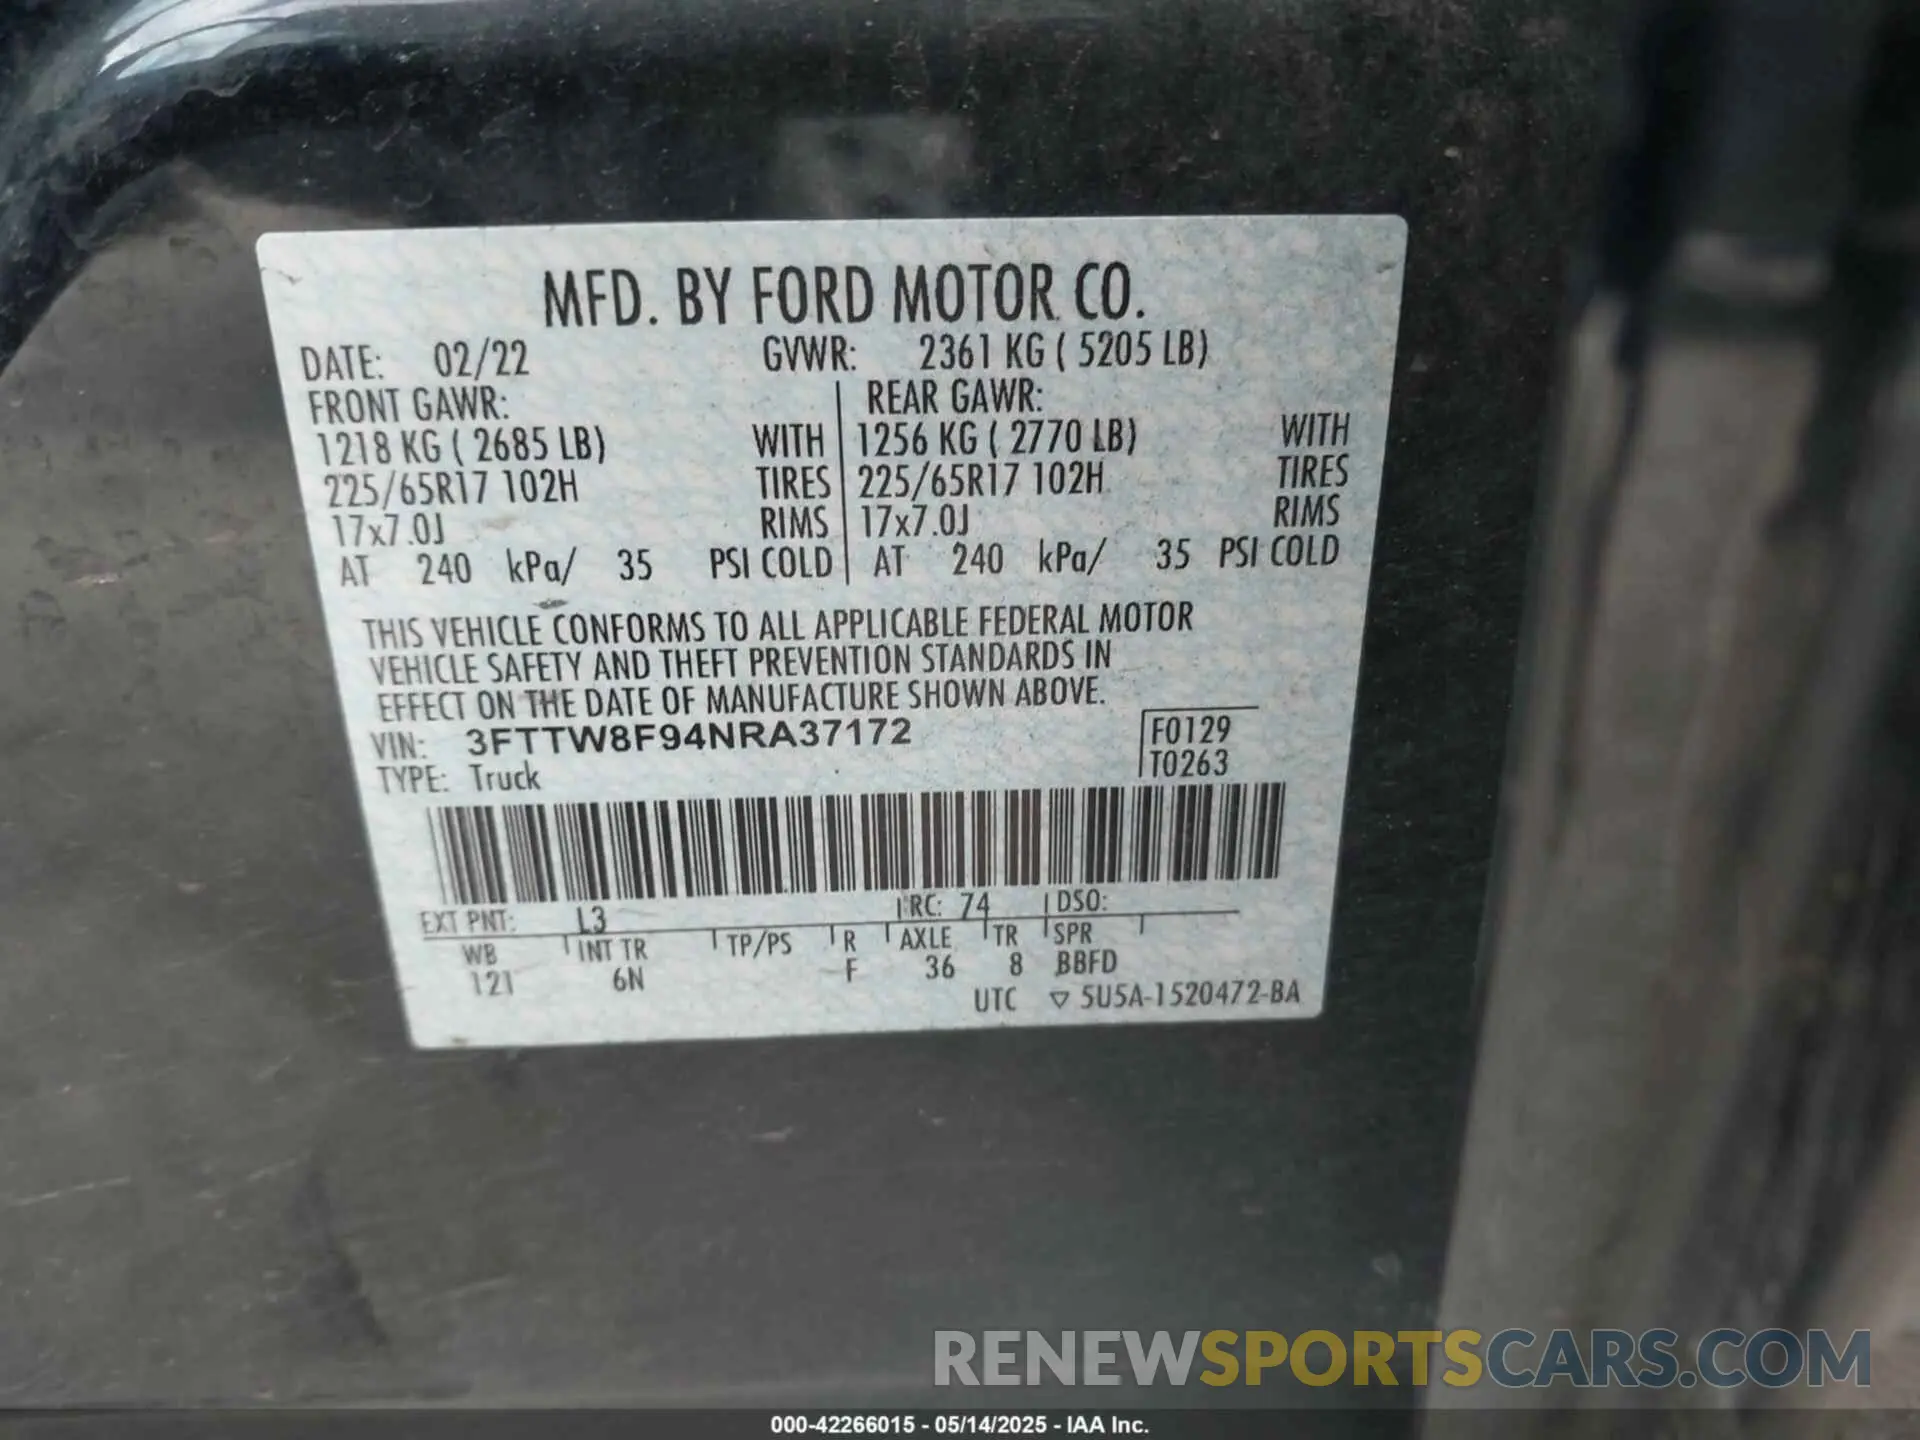 MFD. BY FORD MOTOR CO.
DATE: 02/22 GVWR: 2361 KG ( 5205 LB)
FRONT GAWR: REAR GAWR:
1218 KG ( 2685 LB) WITH 1256 KG ( 2770 LB) WITH
225/65R17 102H TIRES 225/65R17 102H TIRES
17x7.0J RIMS 17x7.0J RIMS
AT 240 kPa/ 35 PSI COLD AT 240 kPa/ 35 PSI COLD
THIS VEHICLE CONFORMS TO ALL APPLICABLE FEDERAL MOTOR
VEHICLE SAFETY AND THEFT PREVENTION STANDARDS IN
EFFECT ON THE DATE OF MANUFACTURE SHOWN ABOVE.
VIN: 3FTTW8F94NRA37172 F0129
TYPE: Truck T0263
EXT PNT: L3 RC: 74 DSO:
WB INT TR TP/PS R AXLE TR SPR
121 6N F 36 8 BBFD
UTC ▽ 5U5A-1520472-BA
RENEWSPORTSCARS.COM
000-42266015 - 05/14/2025 - IAA Inc.